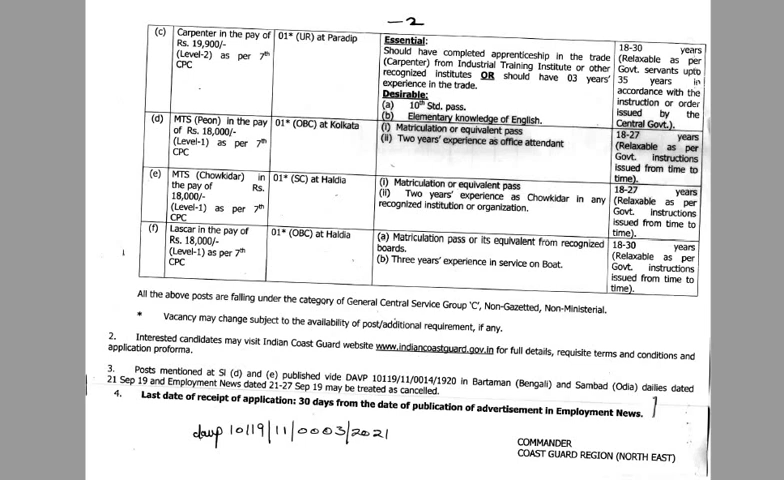 -2
(c) Carpenter in the pay of Rs. 19,900/- (Level-2) as per 7th CPC
01* (UR) at Paradip
Essential:
Should have completed apprenticeship in the trade (Carpenter) from Industrial Training Institute or other recognized institutes OR should have 03 years' experience in the trade.
Desirable:
(a) 10th Std. pass.
(b) Elementary knowledge of English.
18-30 years (Relaxable as per Govt. servants upto 35 years in accordance with the instruction or order issued by the Central Govt.).
(d) MTS (Peon) in the pay of Rs. 18,000/- (Level-1) as per 7th CPC
01* (OBC) at Kolkata
(i) Matriculation or equivalent pass
(ii) Two years' experience as office attendant
18-27 years (Relaxable as per Govt. instructions issued from time to time).
(e) MTS (Chowkidar) in the pay of Rs. 18,000/- (Level-1) as per 7th CPC
01* (SC) at Haldia
(i) Matriculation or equivalent pass
(ii) Two years' experience as Chowkidar in any recognized institution or organization.
18-27 years (Relaxable as per Govt. instructions issued from time to time).
(f) Lascar in the pay of Rs. 18,000/- (Level-1) as per 7th CPC
01* (OBC) at Haldia
(a) Matriculation pass or its equivalent from recognized boards.
(b) Three years' experience in service on Boat.
18-30 years (Relaxable as per Govt. instructions issued from time to time).
All the above posts are falling under the category of General Central Service Group 'C', Non-Gazetted, Non-Ministerial.
* Vacancy may change subject to the availability of post/additional requirement, if any.
2. Interested candidates may visit Indian Coast Guard website www.indiancoastguard.gov.in for full details, requisite terms and conditions and
application proforma.
3. Posts mentioned at Sl (d) and (e) published vide DAVP 10119/11/0014/1920 in Bartaman (Bengali) and Sambad (Odia) dailies dated
21 Sep 19 and Employment News dated 21-27 Sep 19 may be treated as cancelled.
4. Last date of receipt of application: 30 days from the date of publication of advertisement in Employment News.
davp 10119/11/0003/2021
COMMANDER
COAST GUARD REGION (NORTH EAST)